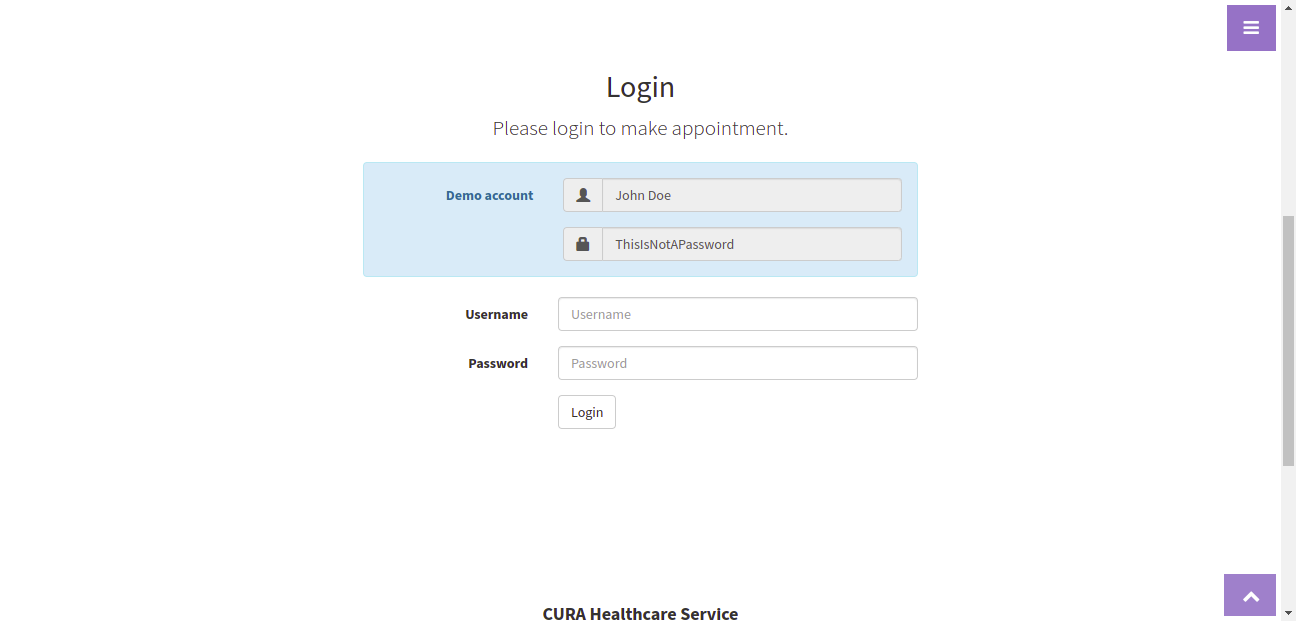 Login
Please login to make appointment.
Demo account
John Doe
ThisIsNotAPassword
Username
Username
Password
Password
Login
CURA Healthcare Service